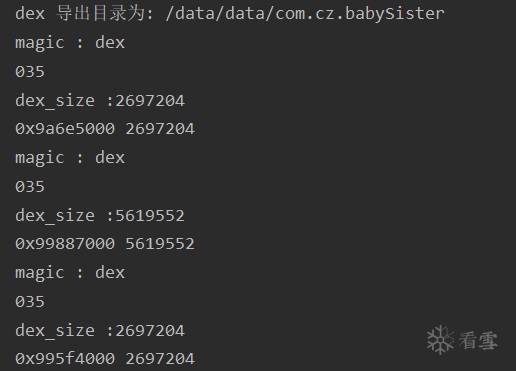 dex 导出目录为: /data/data/com.cz.babySister
magic : dex
035
dex_size :2697204
0x9a6e5000 2697204
magic : dex
035
dex_size :5619552
0x99887000 5619552
magic : dex
035
dex_size :2697204
0x995f4000 2697204
看雪